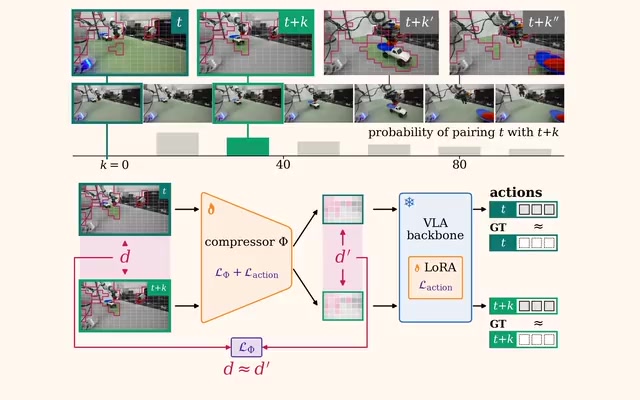 t
t+k
t+k′
t+k″
probability of pairing t with t+k
k = 0
40
80
t
d
t+k
compressor Φ
ℒ_Φ + ℒ_action
d′
VLA
backbone
LoRA
ℒ_action
actions
t
GT ≈
t
t+k
GT ≈
t+k
ℒ_Φ
d ≈ d′